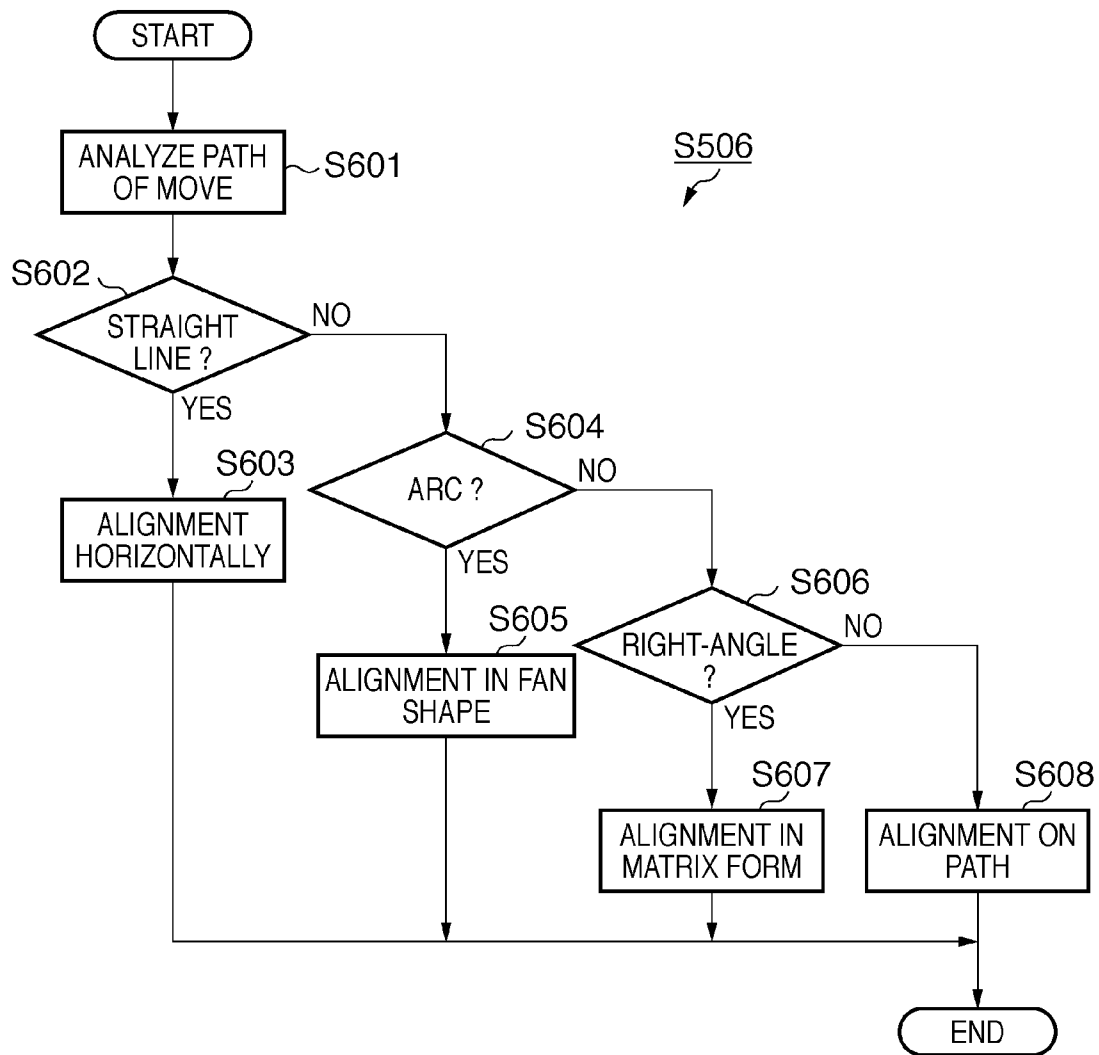 START
ANALYZE PATH
OF MOVE
S601
S506
S602
STRAIGHT
LINE ?
NO
YES
S603
ALIGNMENT
HORIZONTALLY
S604
ARC ?
NO
YES
S605
ALIGNMENT IN FAN
SHAPE
S606
RIGHT-ANGLE
?
NO
YES
S607
ALIGNMENT IN
MATRIX FORM
S608
ALIGNMENT ON
PATH
END